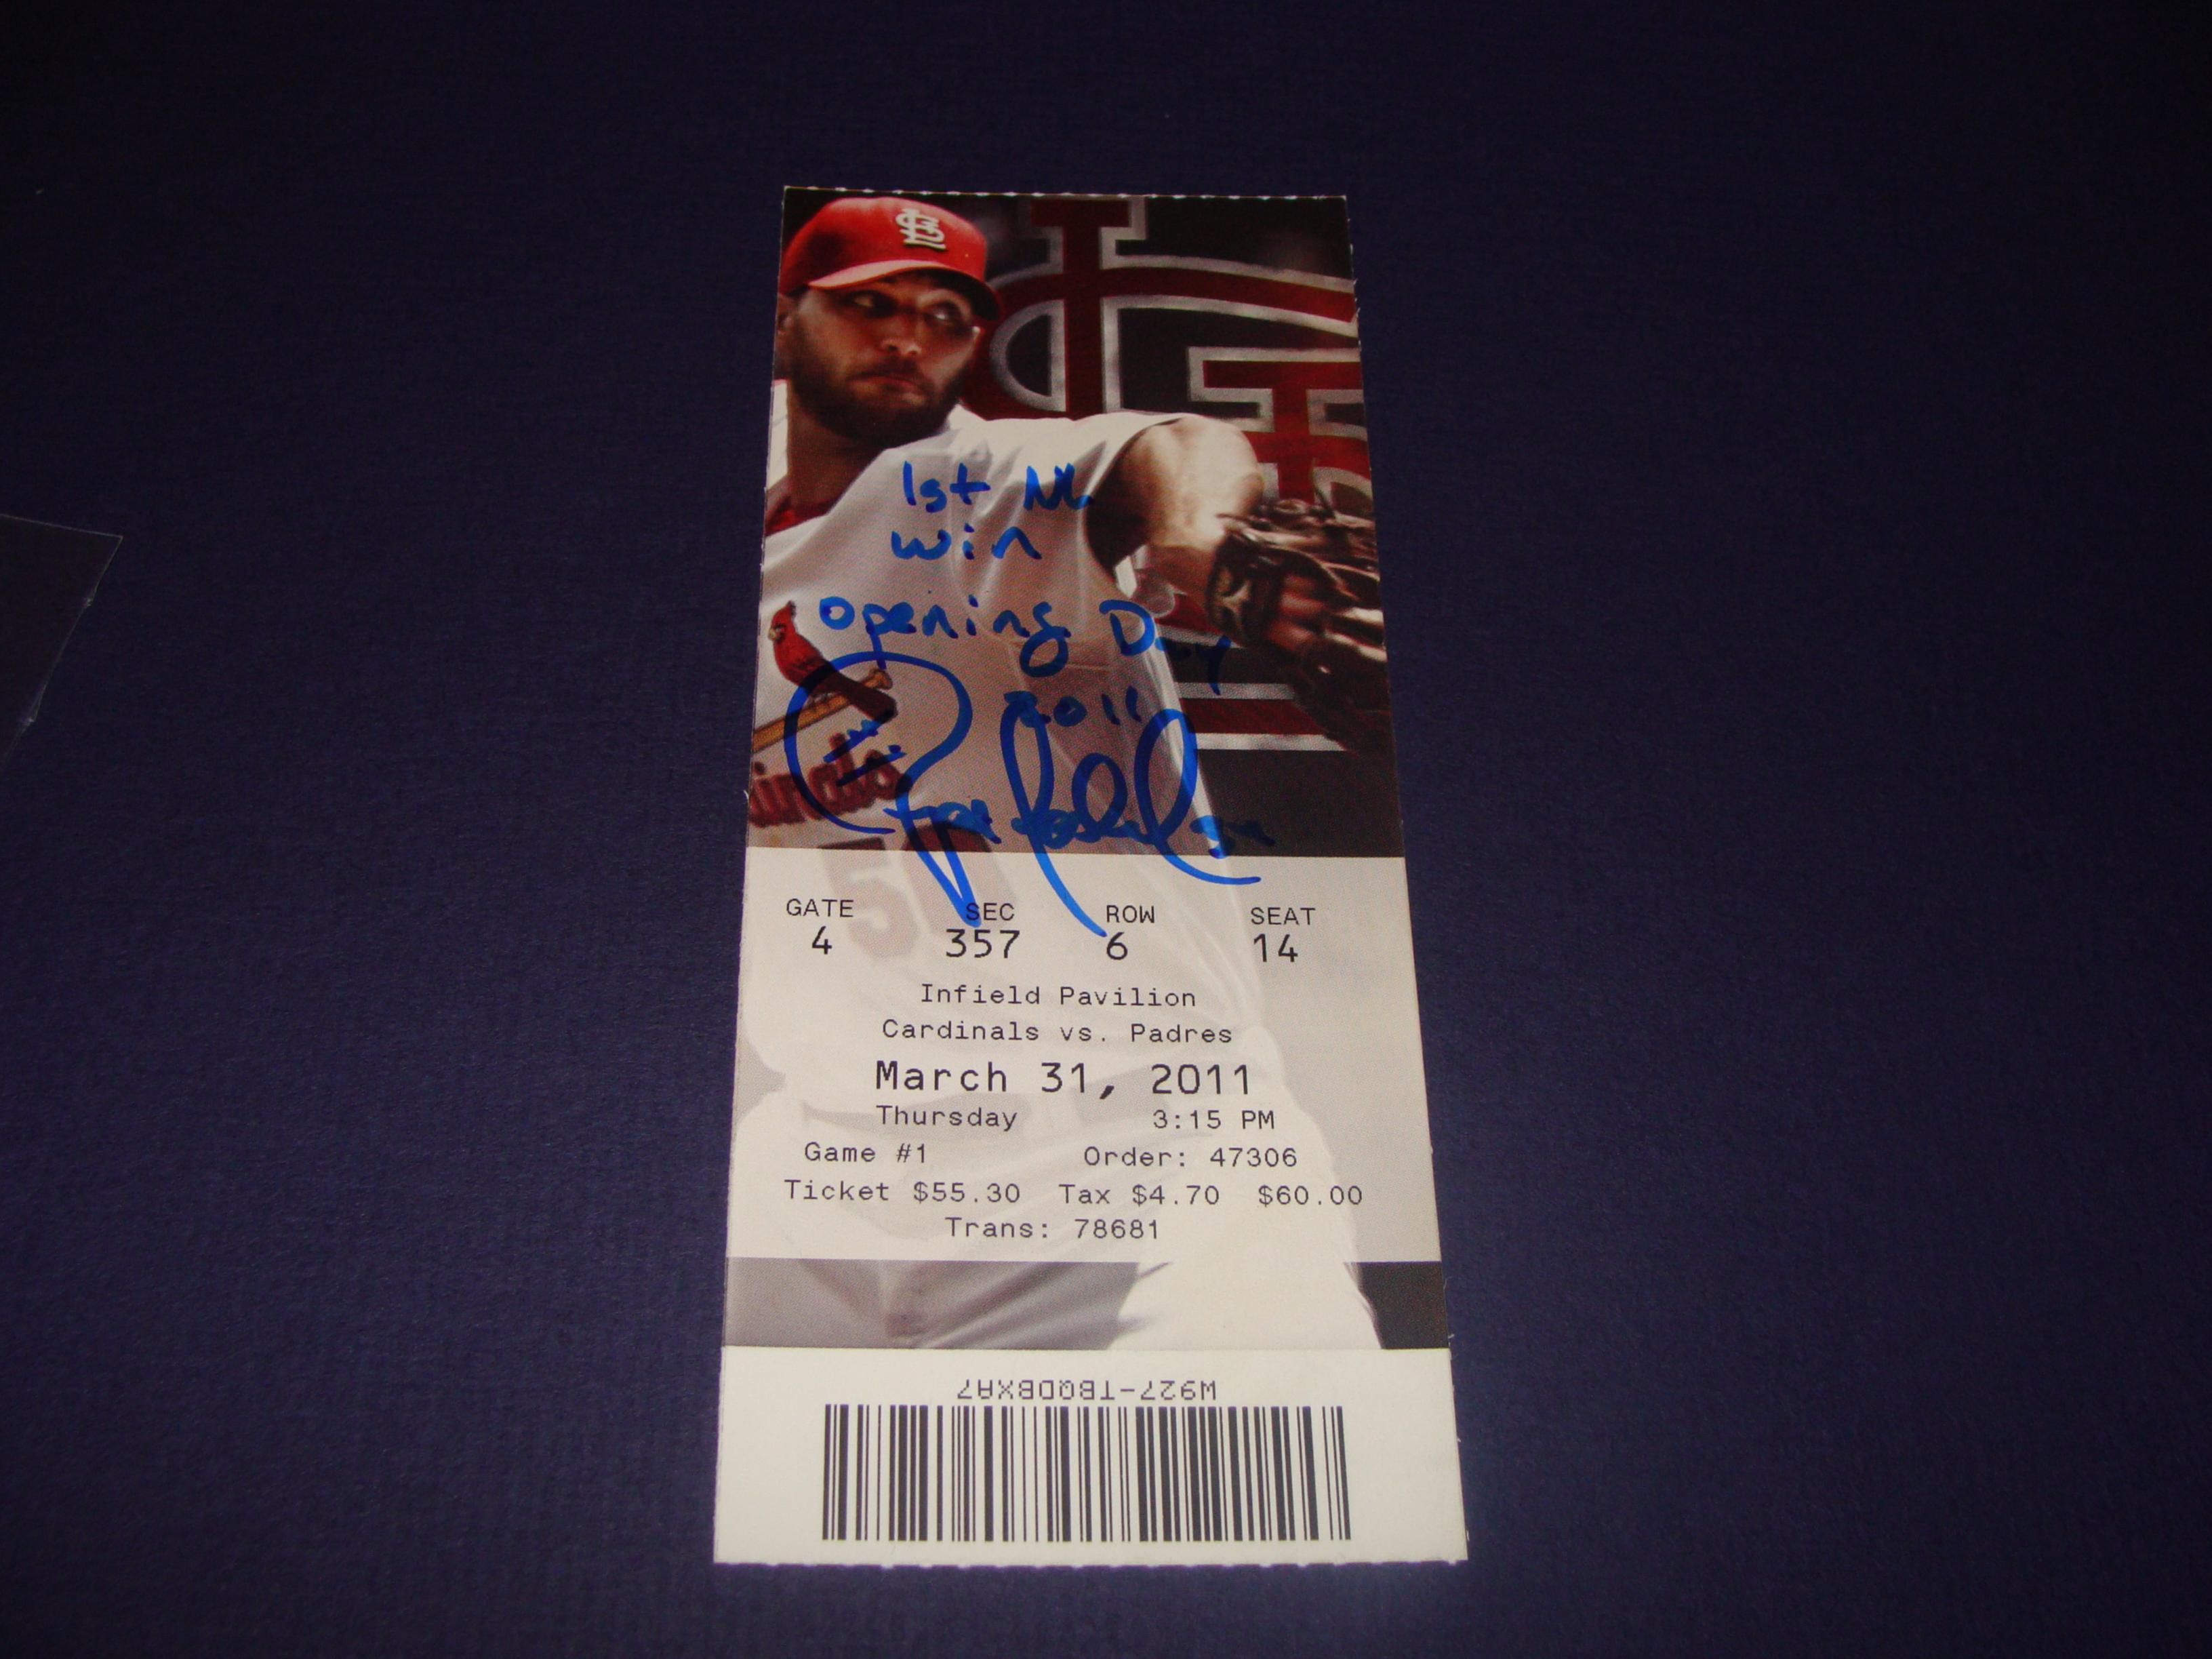 1st NL
win
Opening Day
2011
GATE SEC ROW SEAT
4 357 6 14
Infield Pavilion
Cardinals vs. Padres
March 31, 2011
Thursday 3:15 PM
Game #1 Order: 47306
Ticket $55.30 Tax $4.70 $60.00
Trans: 78681
W927-TBQDBXA7